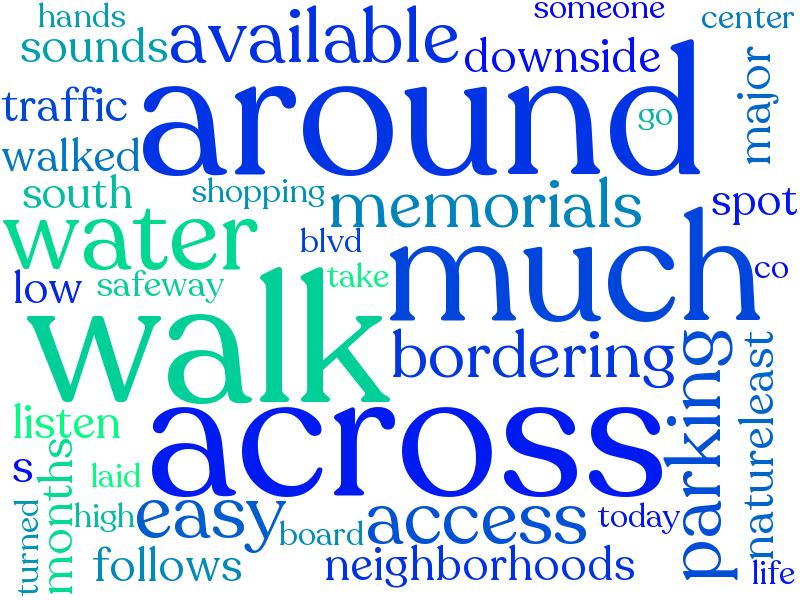 hands
someone
center
sounds
available
downside
major
traffic
around
go
walked
south
shopping
memorials
spot
water
blvd
much
co
low
safeway
take
walk
bordering
parking
nature
least
listen
across
s
months
laid
turned
high
easy
board
access
today
follows
neighborhoods
life